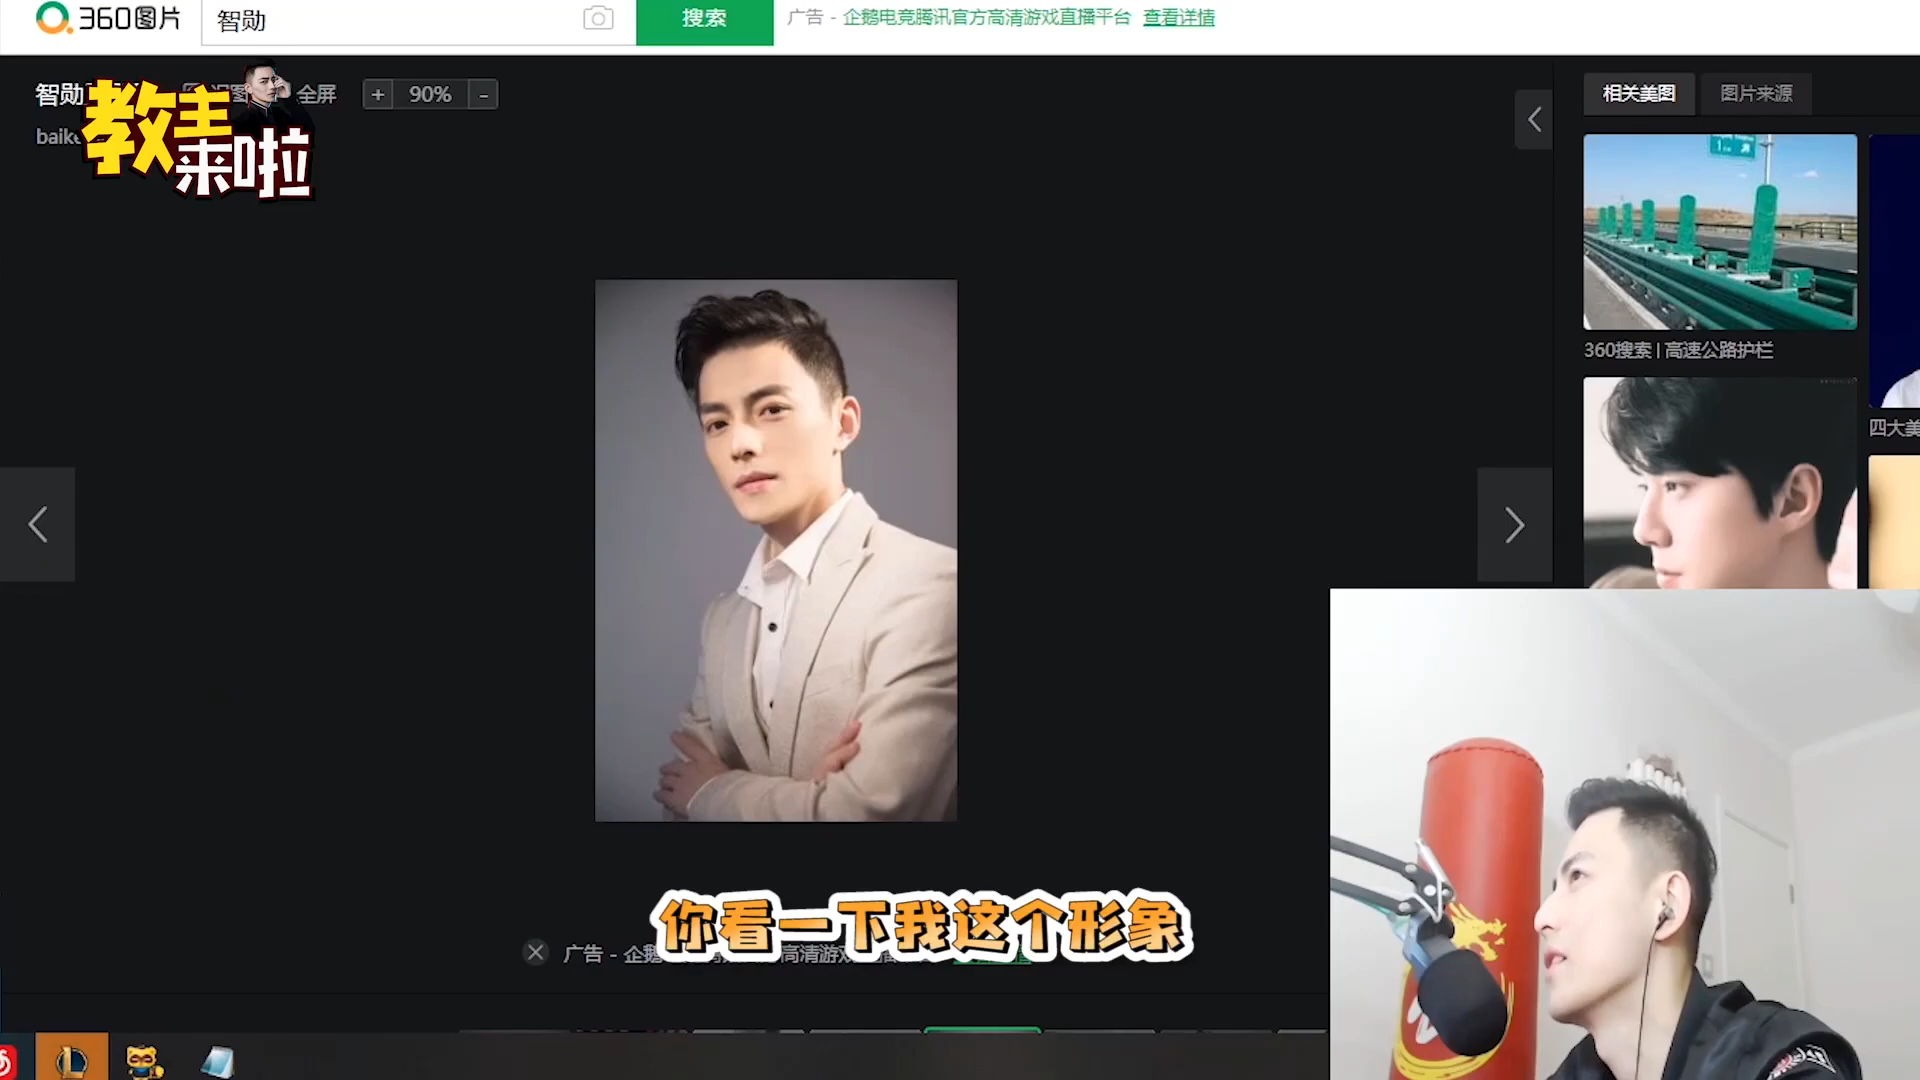 360图片
智勋
搜索
广告 - 企鹅电竞腾讯官方高清游戏直播平台 查看详情
智勋
全屏
+ 90% -
baike
教主
来啦
相关美图
图片来源
360搜索 | 高速公路护栏
四大美
你看一下我这个形象
广告 - 企鹅
高清游戏